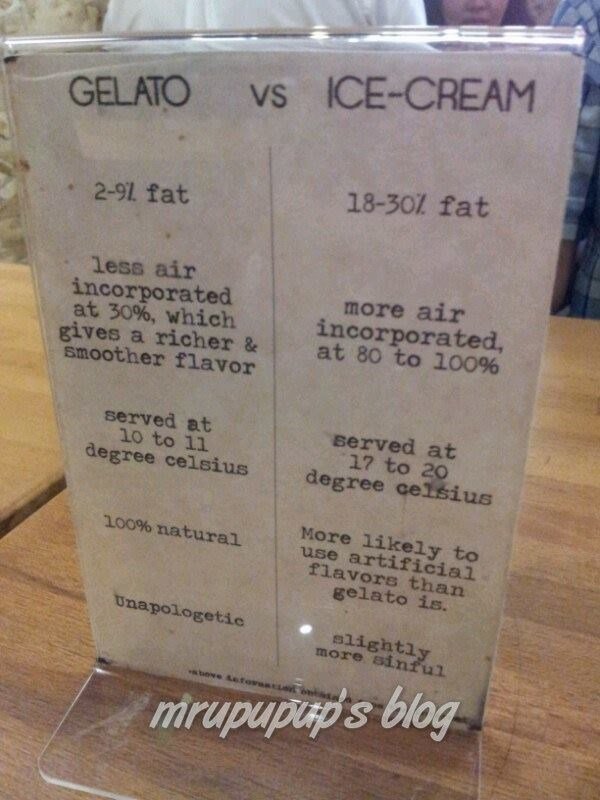 GELATO vs ICE-CREAM
2-9% fat
less air
incorporated
at 30%, which
gives a richer &
smoother flavor
served at
10 to 11
degree celsius
100% natural
Unapologetic
18-30% fat
more air
incorporated,
at 80 to 100%
served at
17 to 20
degree celsius
More likely to
use artificial
flavors than
gelato is.
slightly
more sinful
above information
mrupupup's blog